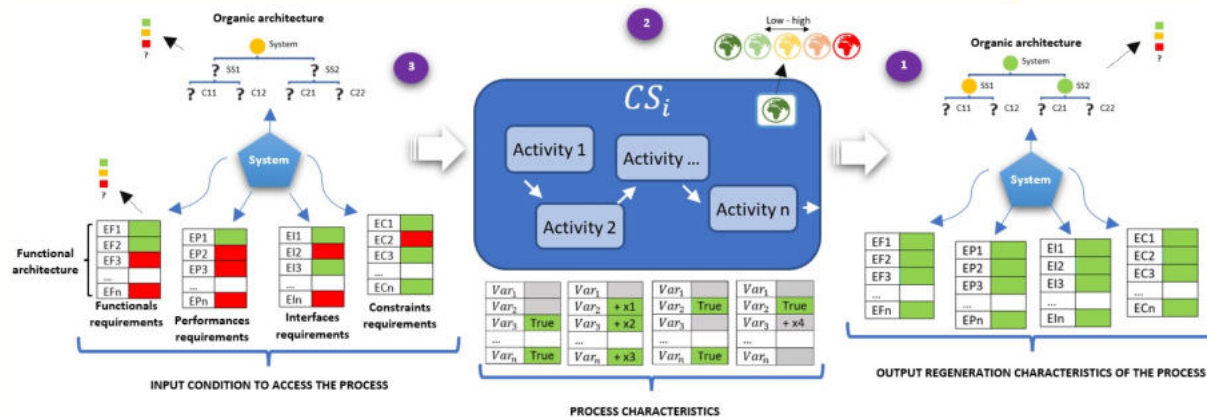 Organic architecture
System
? SS1
? SS2
? C11
? C12
? C21
? C22
?
3
System
?
Functional architecture
EF1
EF2
EF3
...
EFn
Functionals requirements
EP1
EP2
EP3
...
EPn
Performances requirements
EI1
EI2
EI3
...
EIn
Interfaces requirements
EC1
EC2
EC3
...
ECn
Constraints requirements
INPUT CONDITION TO ACCESS THE PROCESS
2
Low - high
CSi
Activity 1
Activity 2
Activity ...
Activity n
Var1
Var2
Var3 True
...
Varn True
Var1
Var2 + x1
Var3 + x2
...
Varn + x3
Var1
Var2 True
Var3
...
Varn True
Var1
Var2 True
Var3 + x4
...
Varn
PROCESS CHARACTERISTICS
1
Organic architecture
System
SS1
SS2
? C11
? C12
? C21
? C22
?
System
EF1
EF2
EF3
...
EFn
EP1
EP2
EP3
...
EPn
EI1
EI2
EI3
...
EIn
EC1
EC2
EC3
...
ECn
OUTPUT REGENERATION CHARACTERISTICS OF THE PROCESS